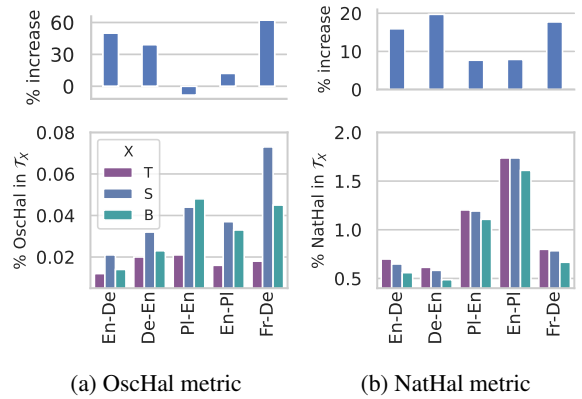 % increase
60
30
0
% OscHal in 𝒯X
0.08
0.06
0.04
0.02
X
T
S
B
En-De
De-En
Pl-En
En-Pl
Fr-De
(a) OscHal metric
% increase
20
10
0
% NatHal in 𝒯X
2.0
1.5
1.0
0.5
En-De
De-En
Pl-En
En-Pl
Fr-De
(b) NatHal metric